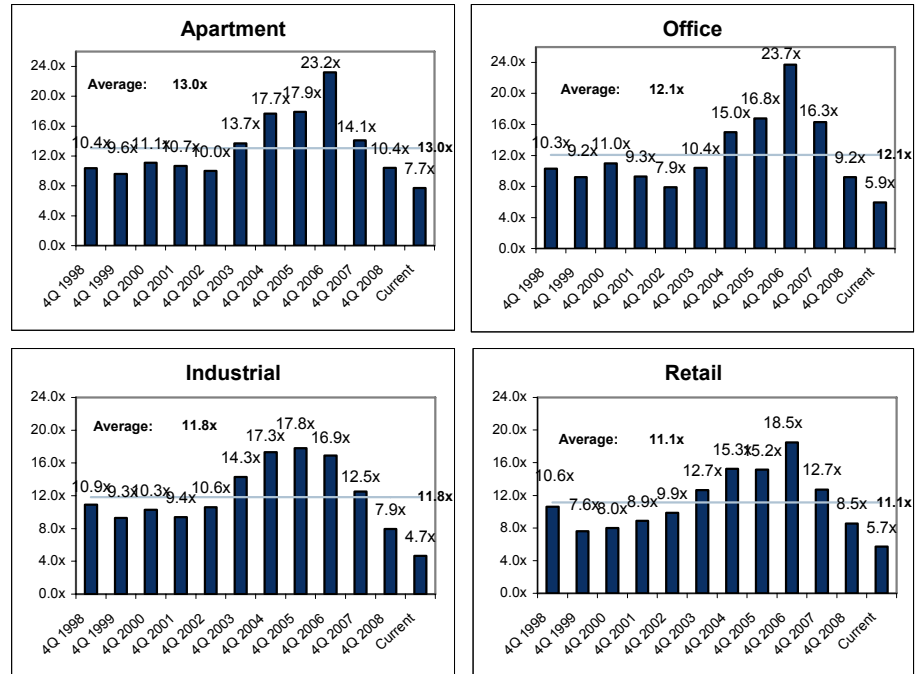 Apartment
Average: 13.0x
24.0x
20.0x
16.0x
12.0x
8.0x
4.0x
0.0x
10.4x
9.6x
11.1x
10.7x
10.0x
13.7x
17.7x
17.9x
23.2x
14.1x
10.4x
7.7x
13.0x
4Q 1998
4Q 1999
4Q 2000
4Q 2001
4Q 2002
4Q 2003
4Q 2004
4Q 2005
4Q 2006
4Q 2007
4Q 2008
Current
Office
Average: 12.1x
24.0x
20.0x
16.0x
12.0x
8.0x
4.0x
0.0x
10.3x
9.2x
11.0x
9.3x
7.9x
10.4x
15.0x
16.8x
23.7x
16.3x
9.2x
5.9x
12.1x
4Q 1998
4Q 1999
4Q 2000
4Q 2001
4Q 2002
4Q 2003
4Q 2004
4Q 2005
4Q 2006
4Q 2007
4Q 2008
Current
Industrial
Average: 11.8x
24.0x
20.0x
16.0x
12.0x
8.0x
4.0x
0.0x
10.9x
9.3x
10.3x
9.4x
10.6x
14.3x
17.3x
17.8x
16.9x
12.5x
7.9x
4.7x
11.8x
4Q 1998
4Q 1999
4Q 2000
4Q 2001
4Q 2002
4Q 2003
4Q 2004
4Q 2005
4Q 2006
4Q 2007
4Q 2008
Current
Retail
Average: 11.1x
24.0x
20.0x
16.0x
12.0x
8.0x
4.0x
0.0x
10.6x
7.6x
8.0x
8.9x
9.9x
12.7x
15.3x
15.2x
18.5x
12.7x
8.5x
5.7x
11.1x
4Q 1998
4Q 1999
4Q 2000
4Q 2001
4Q 2002
4Q 2003
4Q 2004
4Q 2005
4Q 2006
4Q 2007
4Q 2008
Current